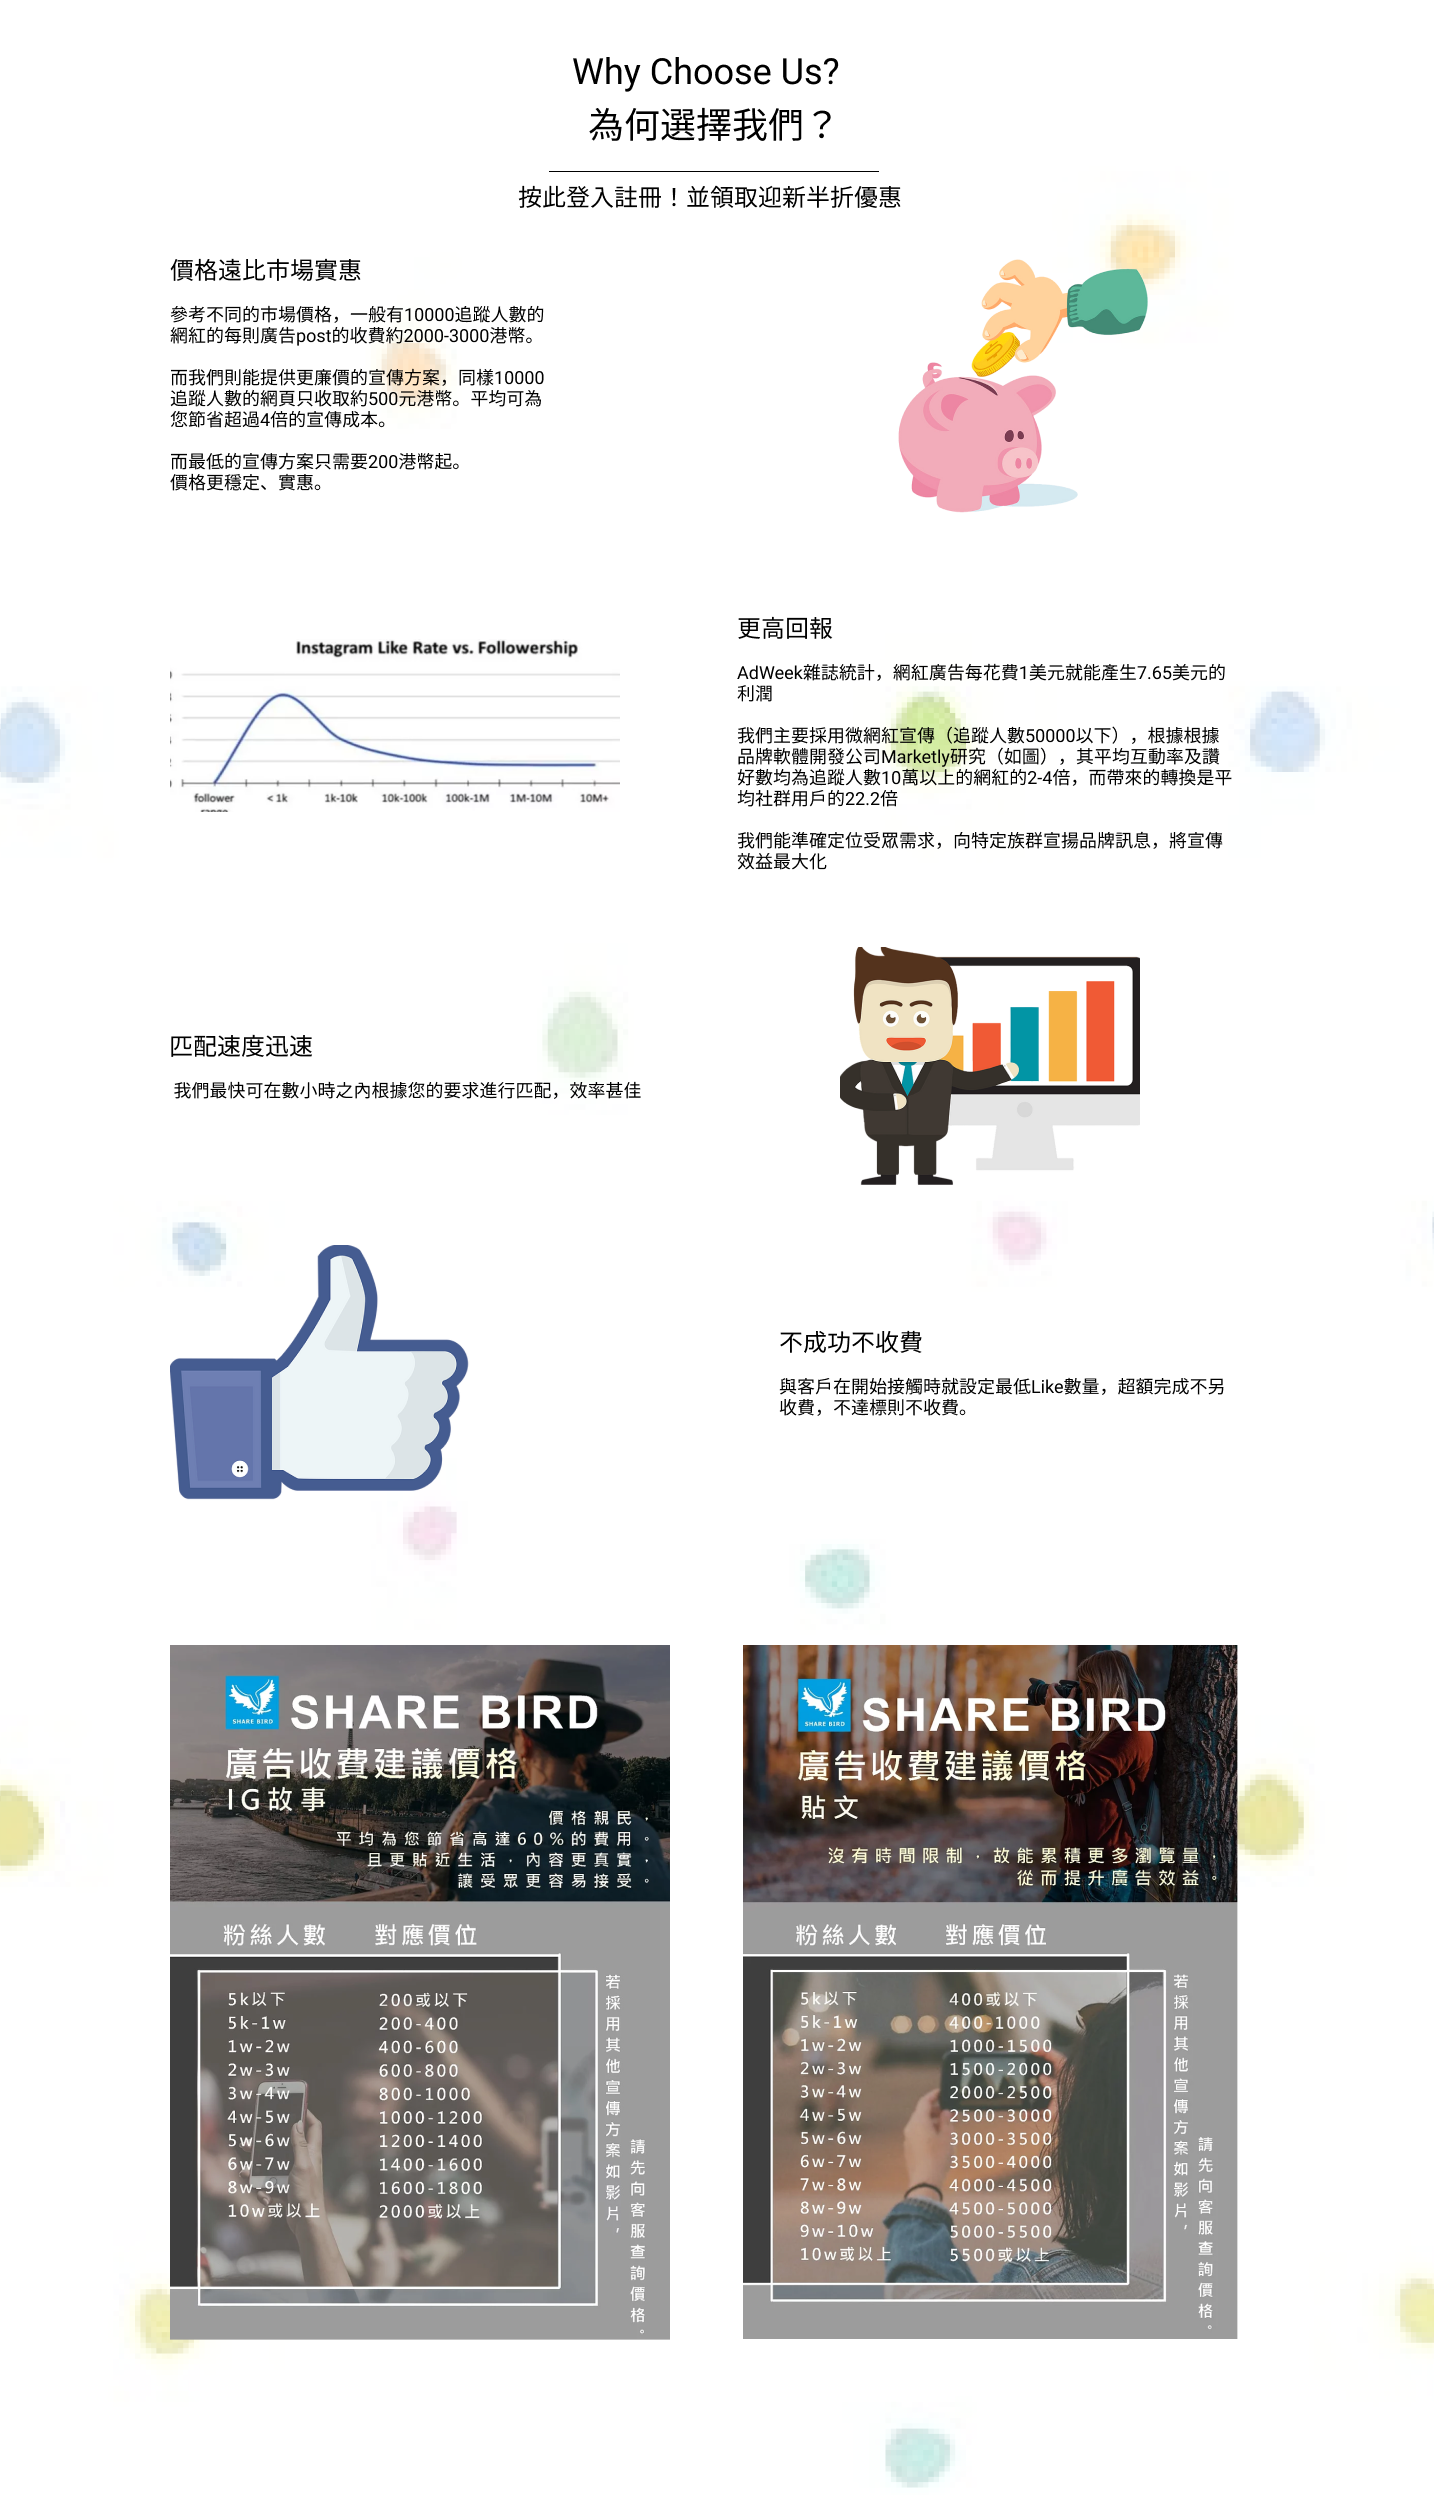 Why Choose Us?
為何選擇我們？
按此登入註冊！並領取迎新半折優惠
價格遠比市場實惠
參考不同的市場價格，一般有10000追蹤人數的
網紅的每則廣告post的收費約2000-3000港幣。
而我們則能提供更廉價的宣傳方案，同樣10000
追蹤人數的網頁只收取約500元港幣。平均可為
您節省超過4倍的宣傳成本。
而最低的宣傳方案只需要200港幣起。
價格更穩定、實惠。
Instagram Like Rate vs. Followership
follower
< 1k
1k-10k
10k-100k
100k-1M
1M-10M
10M+
更高回報
AdWeek雜誌統計，網紅廣告每花費1美元就能產生7.65美元的
利潤
我們主要採用微網紅宣傳（追蹤人數50000以下），根據根據
品牌軟體開發公司Marketly研究（如圖），其平均互動率及讚
好數均為追蹤人數10萬以上的網紅的2-4倍，而帶來的轉換是平
均社群用戶的22.2倍
我們能準確定位受眾需求，向特定族群宣揚品牌訊息，將宣傳
效益最大化
匹配速度迅速
我們最快可在數小時之內根據您的要求進行匹配，效率甚佳
不成功不收費
與客戶在開始接觸時就設定最低Like數量，超額完成不另
收費，不達標則不收費。
SHARE BIRD
SHARE BIRD
廣告收費建議價格
IG故事
價格親民，
平均為您節省高達60%的費用。
且更貼近生活，內容更真實，
讓受眾更容易接受。
粉絲人數 對應價位
5k以下 200或以下
5k-1w 200-400
1w-2w 400-600
2w-3w 600-800
3w-4w 800-1000
4w-5w 1000-1200
5w-6w 1200-1400
6w-7w 1400-1600
8w-9w 1600-1800
10w或以上 2000或以上
若採用其他宣傳方案如影片，
請先向客服查詢價格。
SHARE BIRD
SHARE BIRD
廣告收費建議價格
貼文
沒有時間限制，故能累積更多瀏覽量，
從而提升廣告效益。
粉絲人數 對應價位
5k以下 400或以下
5k-1w 400-1000
1w-2w 1000-1500
2w-3w 1500-2000
3w-4w 2000-2500
4w-5w 2500-3000
5w-6w 3000-3500
6w-7w 3500-4000
7w-8w 4000-4500
8w-9w 4500-5000
9w-10w 5000-5500
10w或以上 5500或以上
若採用其他宣傳方案如影片，
請先向客服查詢價格。